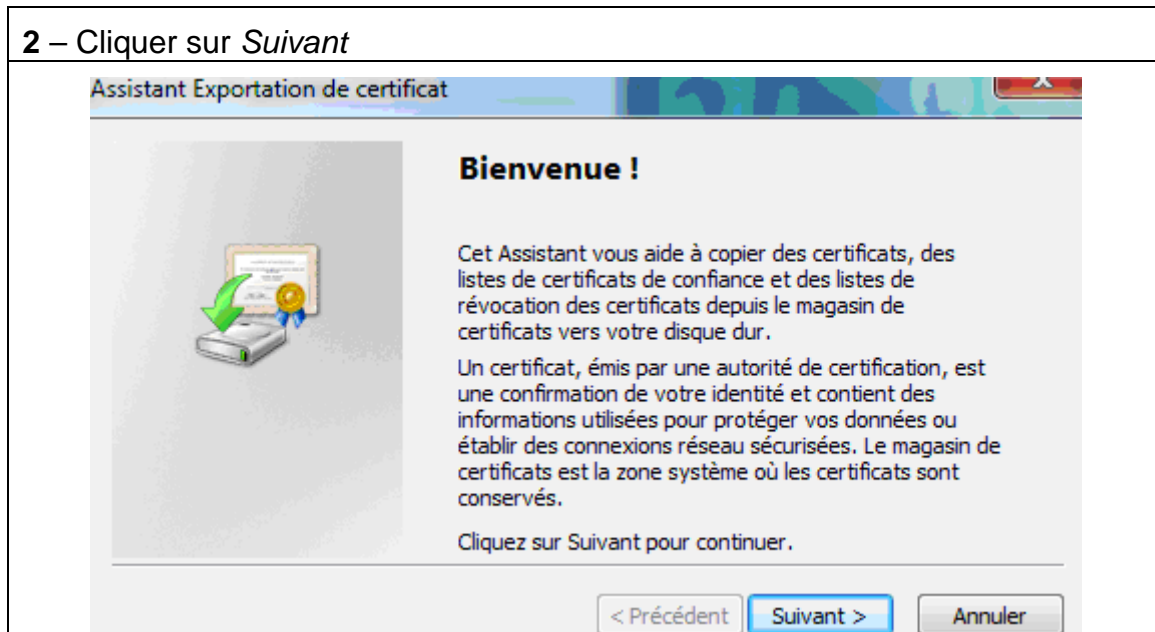 2 – Cliquer sur Suivant
Assistant Exportation de certificat
Bienvenue !
Cet Assistant vous aide à copier des certificats, des
listes de certificats de confiance et des listes de
révocation des certificats depuis le magasin de
certificats vers votre disque dur.
Un certificat, émis par une autorité de certification, est
une confirmation de votre identité et contient des
informations utilisées pour protéger vos données ou
établir des connexions réseau sécurisées. Le magasin de
certificats est la zone système où les certificats sont
conservés.
Cliquez sur Suivant pour continuer.
< Précédent Suivant > Annuler